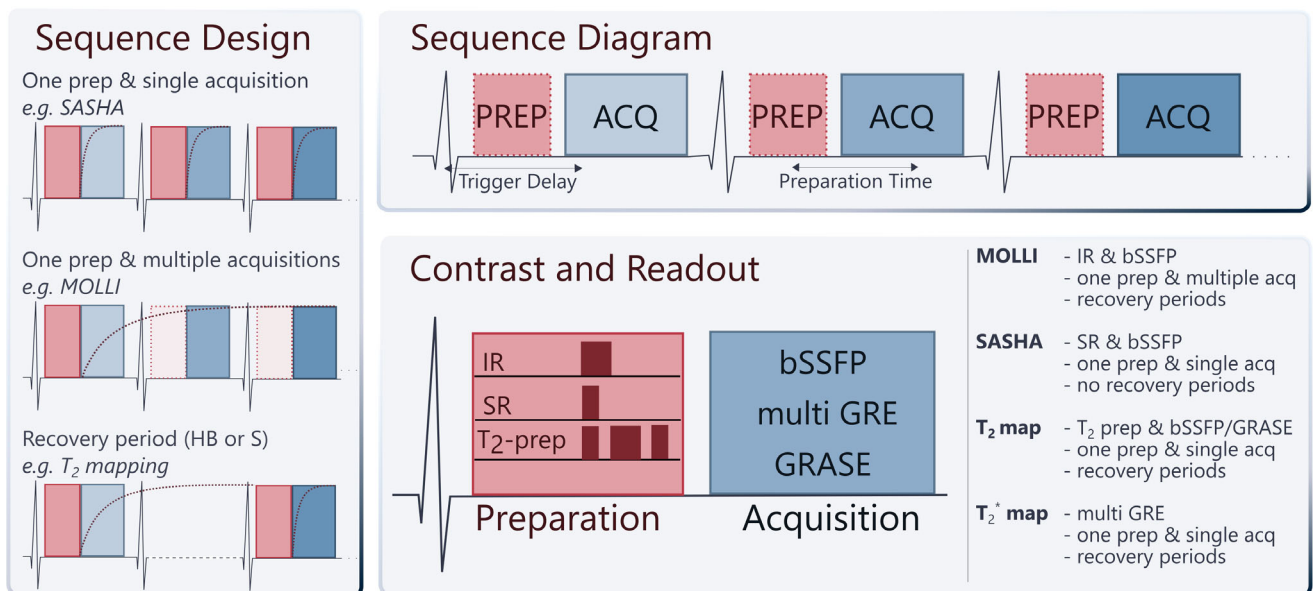 Sequence Design
One prep & single acquisition
e.g. SASHA
One prep & multiple acquisitions
e.g. MOLLI
Recovery period (HB or S)
e.g. T₂ mapping
Sequence Diagram
PREP ACQ PREP ACQ PREP ACQ
Trigger Delay
Preparation Time
Contrast and Readout
IR
SR
T₂-prep
Preparation
bSSFP
multi GRE
GRASE
Acquisition
MOLLI - IR & bSSFP
- one prep & multiple acq
- recovery periods
SASHA - SR & bSSFP
- one prep & single acq
- no recovery periods
T₂ map - T₂ prep & bSSFP/GRASE
- one prep & single acq
- recovery periods
T₂* map - multi GRE
- one prep & single acq
- recovery periods